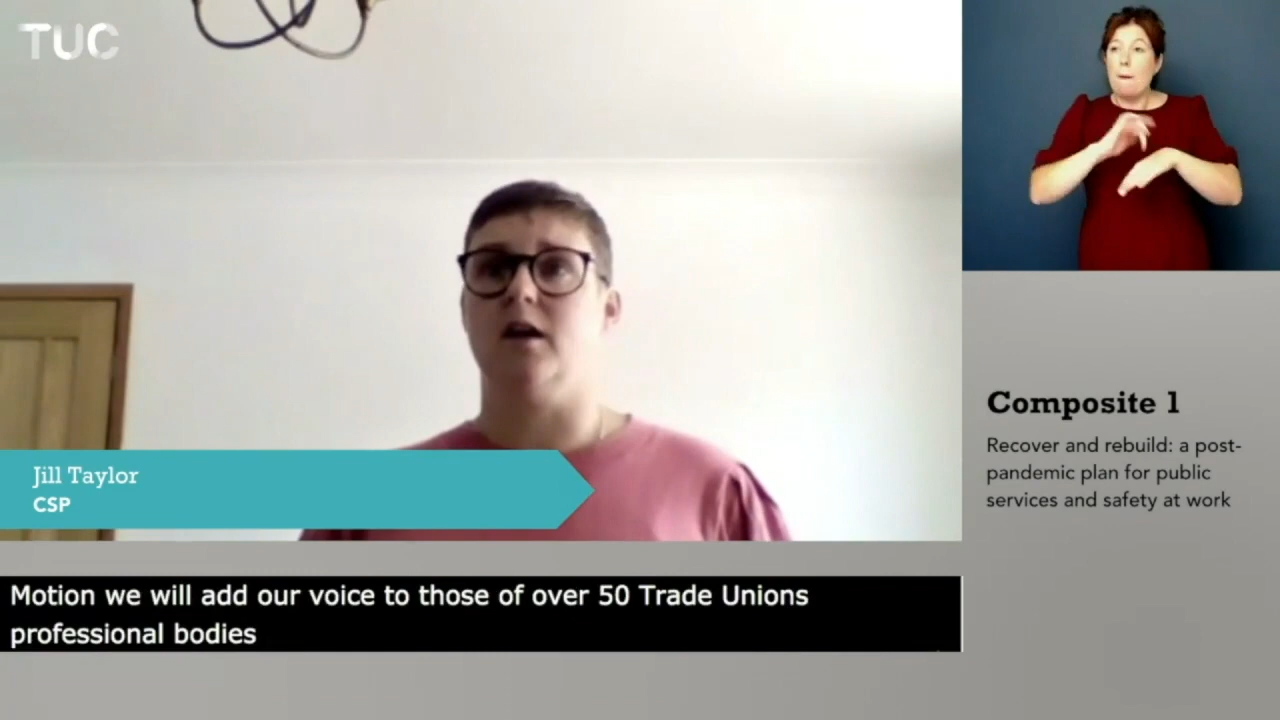 TUC
Jill Taylor
CSP
Composite 1
Recover and rebuild: a post-
pandemic plan for public
services and safety at work
Motion we will add our voice to those of over 50 Trade Unions
professional bodies